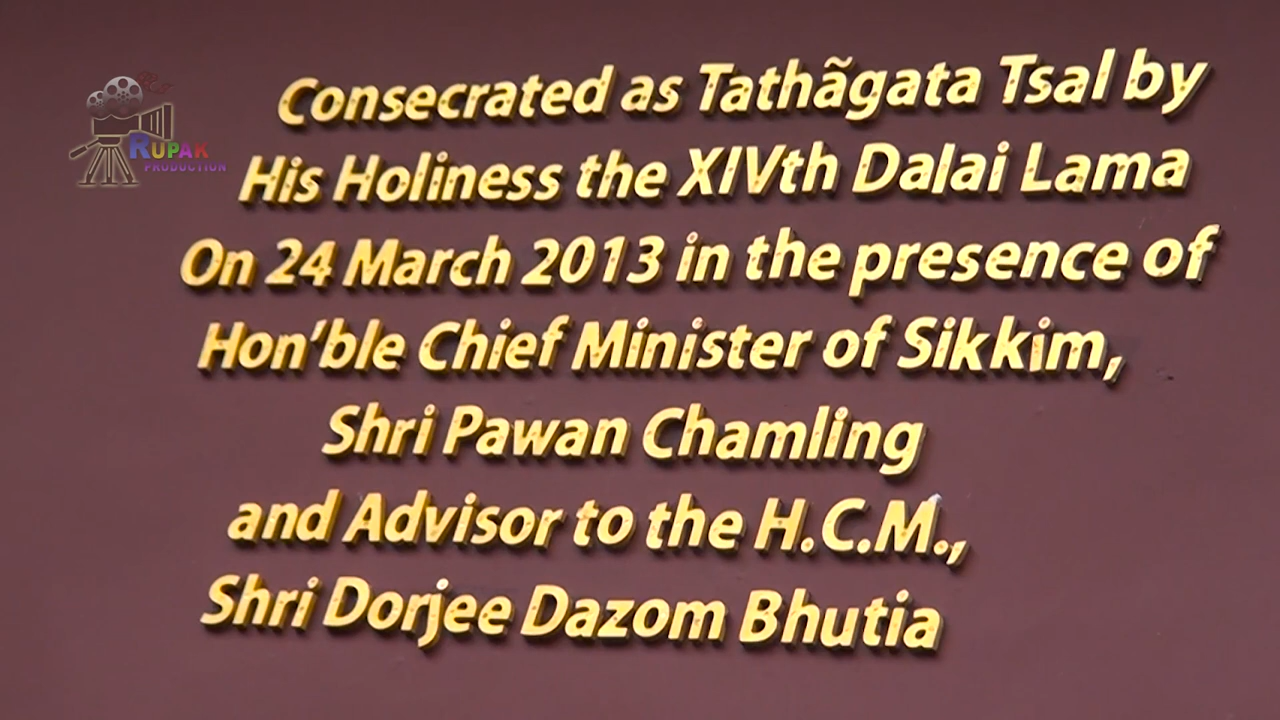 RUPAK
PRODUCTION
Consecrated as Tathãgata Tsal by
His Holiness the XIVth Dalai Lama
On 24 March 2013 in the presence of
Hon'ble Chief Minister of Sikkim,
Shri Pawan Chamling
and Advisor to the H.C.M.,
Shri Dorjee Dazom Bhutia